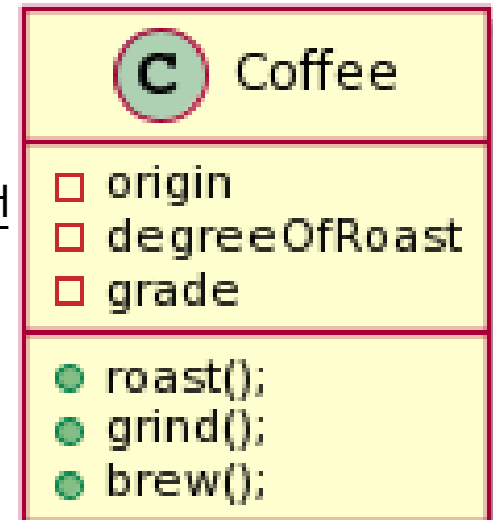 C Coffee
origin
degreeOfRoast
grade
roast();
grind();
brew();